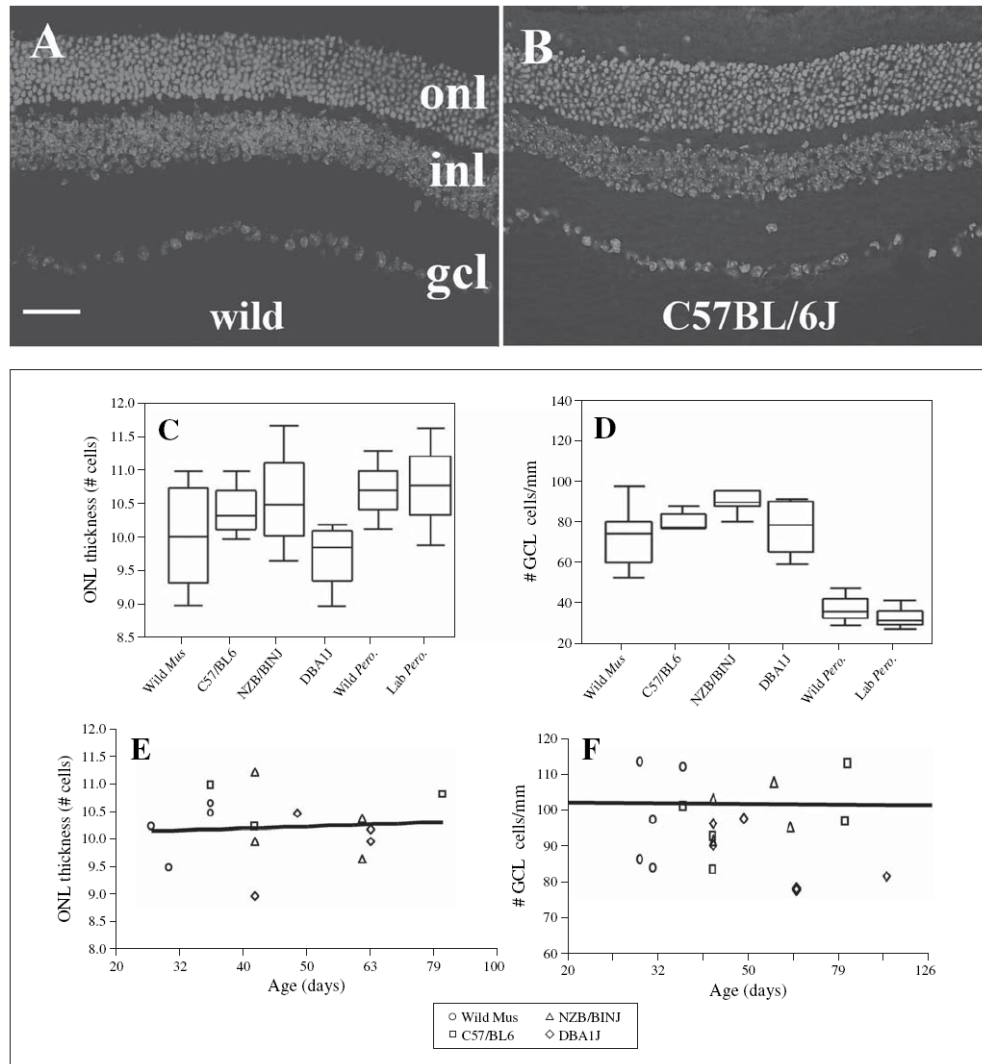 A
onl
inl
gcl
wild
B
C57BL/6J
C
ONL thickness (# cells)
12.0
11.5
11.0
10.5
10.0
9.5
9.0
8.5
Wild Mus
C57/BL6
NZB/BINJ
DBA1J
Wild Pero.
Lab Pero.
D
# GCL cells/mm
140
120
100
80
60
40
20
Wild Mus
C57/BL6
NZB/BINJ
DBA1J
Wild Pero.
Lab Pero.
E
ONL thickness (# cells)
12.0
11.5
11.0
10.5
10.0
9.5
9.0
8.0
20 32 40 50 63 79 100
Age (days)
F
# GCL cells/mm
120
110
100
90
80
70
60
20 32 50 79 126
Age (days)
Wild Mus NZB/BINJ
C57/BL6 DBA1J